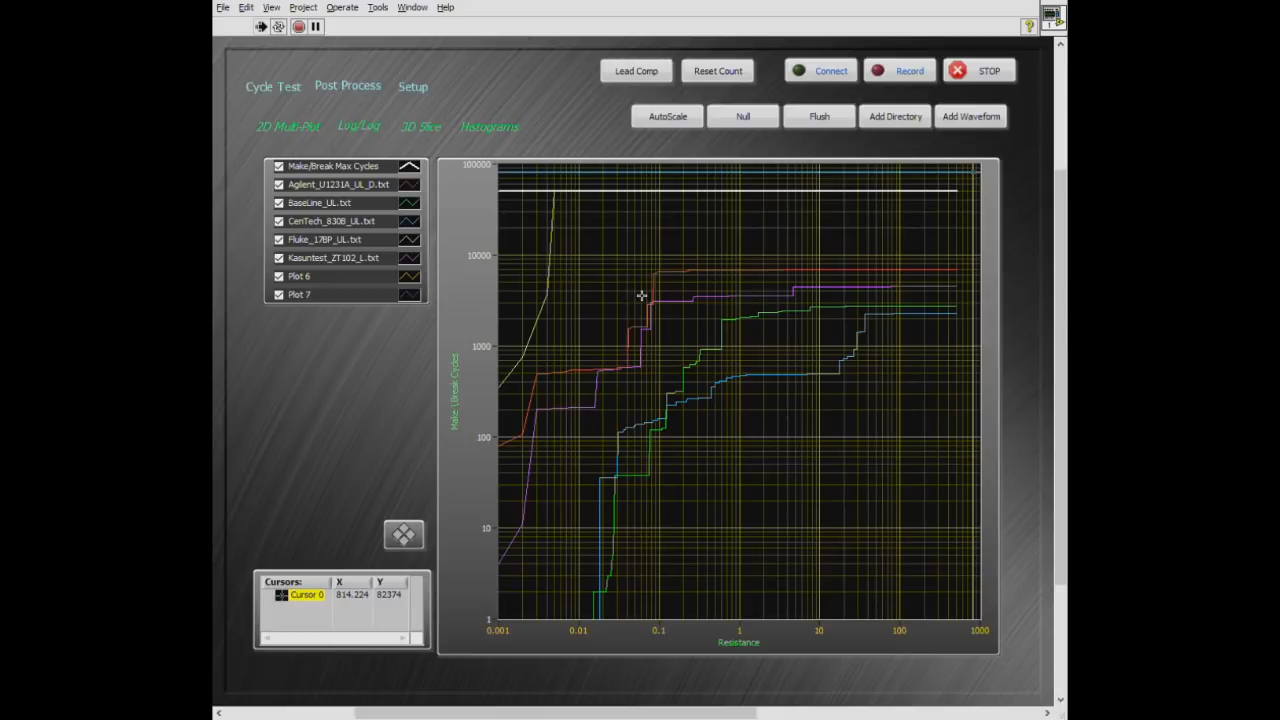 File Edit View Project Operate Tools Window Help
?
1
Lead Comp Reset Count Connect Record STOP
Cycle Test Post Process Setup
AutoScale Null Flush Add Directory Add Waveform
2D Multi-Plot Log/Log 3D Slice Histograms
Make/Break Max Cycles
Agilent_U1231A_UL_D.txt
BaseLine_UL.txt
CenTech_830B_UL.txt
Fluke_17BP_UL.txt
Kasuntest_ZT102_L.txt
Plot 6
Plot 7
100000
10000
1000
100
10
1
Make \ Break Cycles
0.001 0.01 0.1 1 10 100 1000
Resistance
Cursors: X Y
Cursor 0 814.224 82374